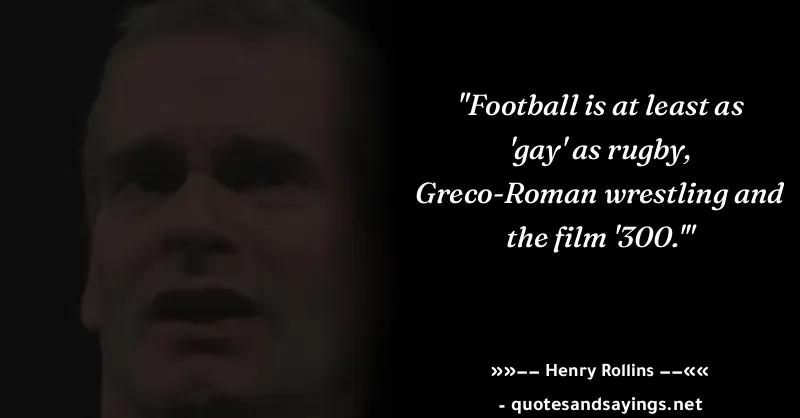 "Football is at least as
'gay' as rugby,
Greco-Roman wrestling and
the film '300.'"
»»—— Henry Rollins ——««
- quotesandsayings.net